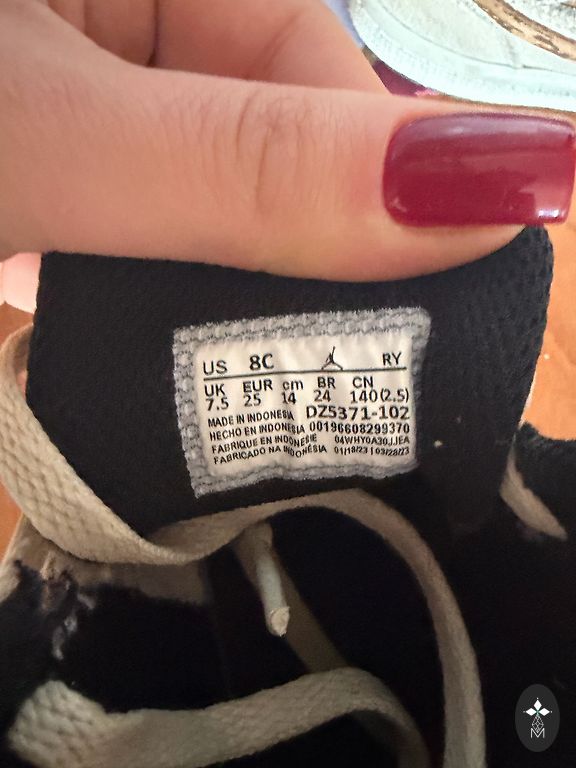 US 8C RY
UK EUR cm BR CN
7.5 25 14 24 140(2.5)
MADE IN INDONESIA DZ5371-102
HECHO EN INDONESIA 00196608299370
FABRIQUE EN INDONESIE 04WHY0A30JJEA
FABRICADO NA INDONESIA 01/18/23 | 03/28/23
M